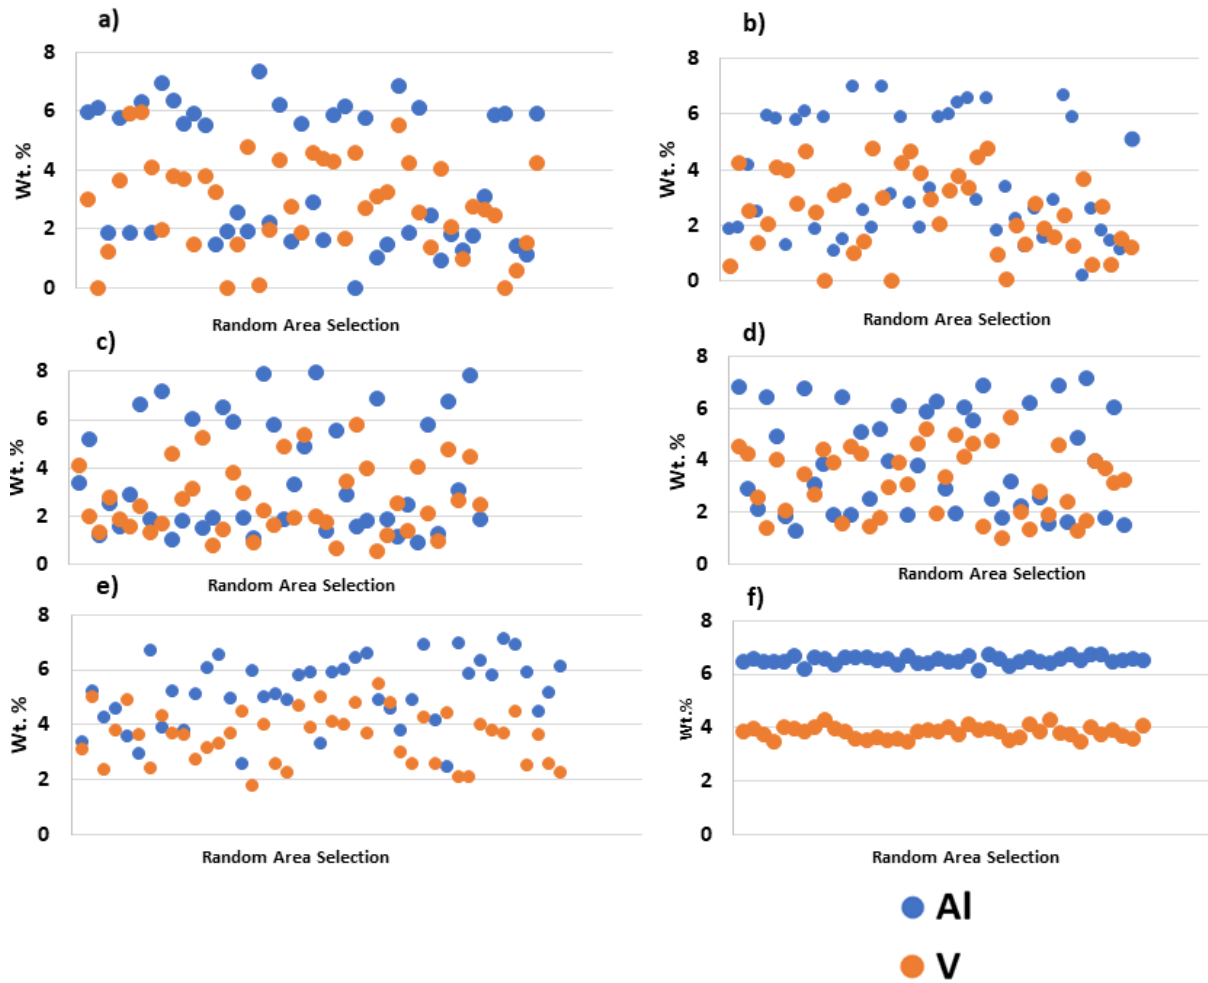 a)
8
6
4
2
0
Wt. %
Random Area Selection
b)
8
6
4
2
0
Wt. %
Random Area Selection
c)
8
6
4
2
0
Wt. %
Random Area Selection
d)
8
6
4
2
0
Wt. %
Random Area Selection
e)
8
6
4
2
0
Wt. %
Random Area Selection
f)
8
6
4
2
0
Wt.%
Random Area Selection
Al
V